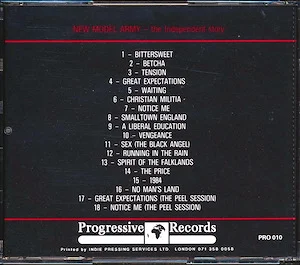 NEW MODEL ARMY - the independent story
1 - BITTERSWEET
2 - BETCHA
3 - TENSION
4 - GREAT EXPECTATIONS
5 - WAITING
6 - CHRISTIAN MILITIA -
7 - NOTICE ME
8 - SMALLTOWN ENGLAND
9 - A LIBERAL EDUCATION
10 - VENGEANCE
11 - SEX (THE BLACK ANGEL)
12 - RUNNING IN THE RAIN
13 - SPIRIT OF THE FALKLANDS
14 - THE PRICE
15 - 1984
16 - NO MAN'S LAND
17 - GREAT EXPECTATIONS (THE PEEL SESSION)
18 - NOTICE ME (THE PEEL SESSION)
Progressive Records
PRO 010
Printed by INDIE PRESSING SERVICES LTD. LONDON 071 358 0058